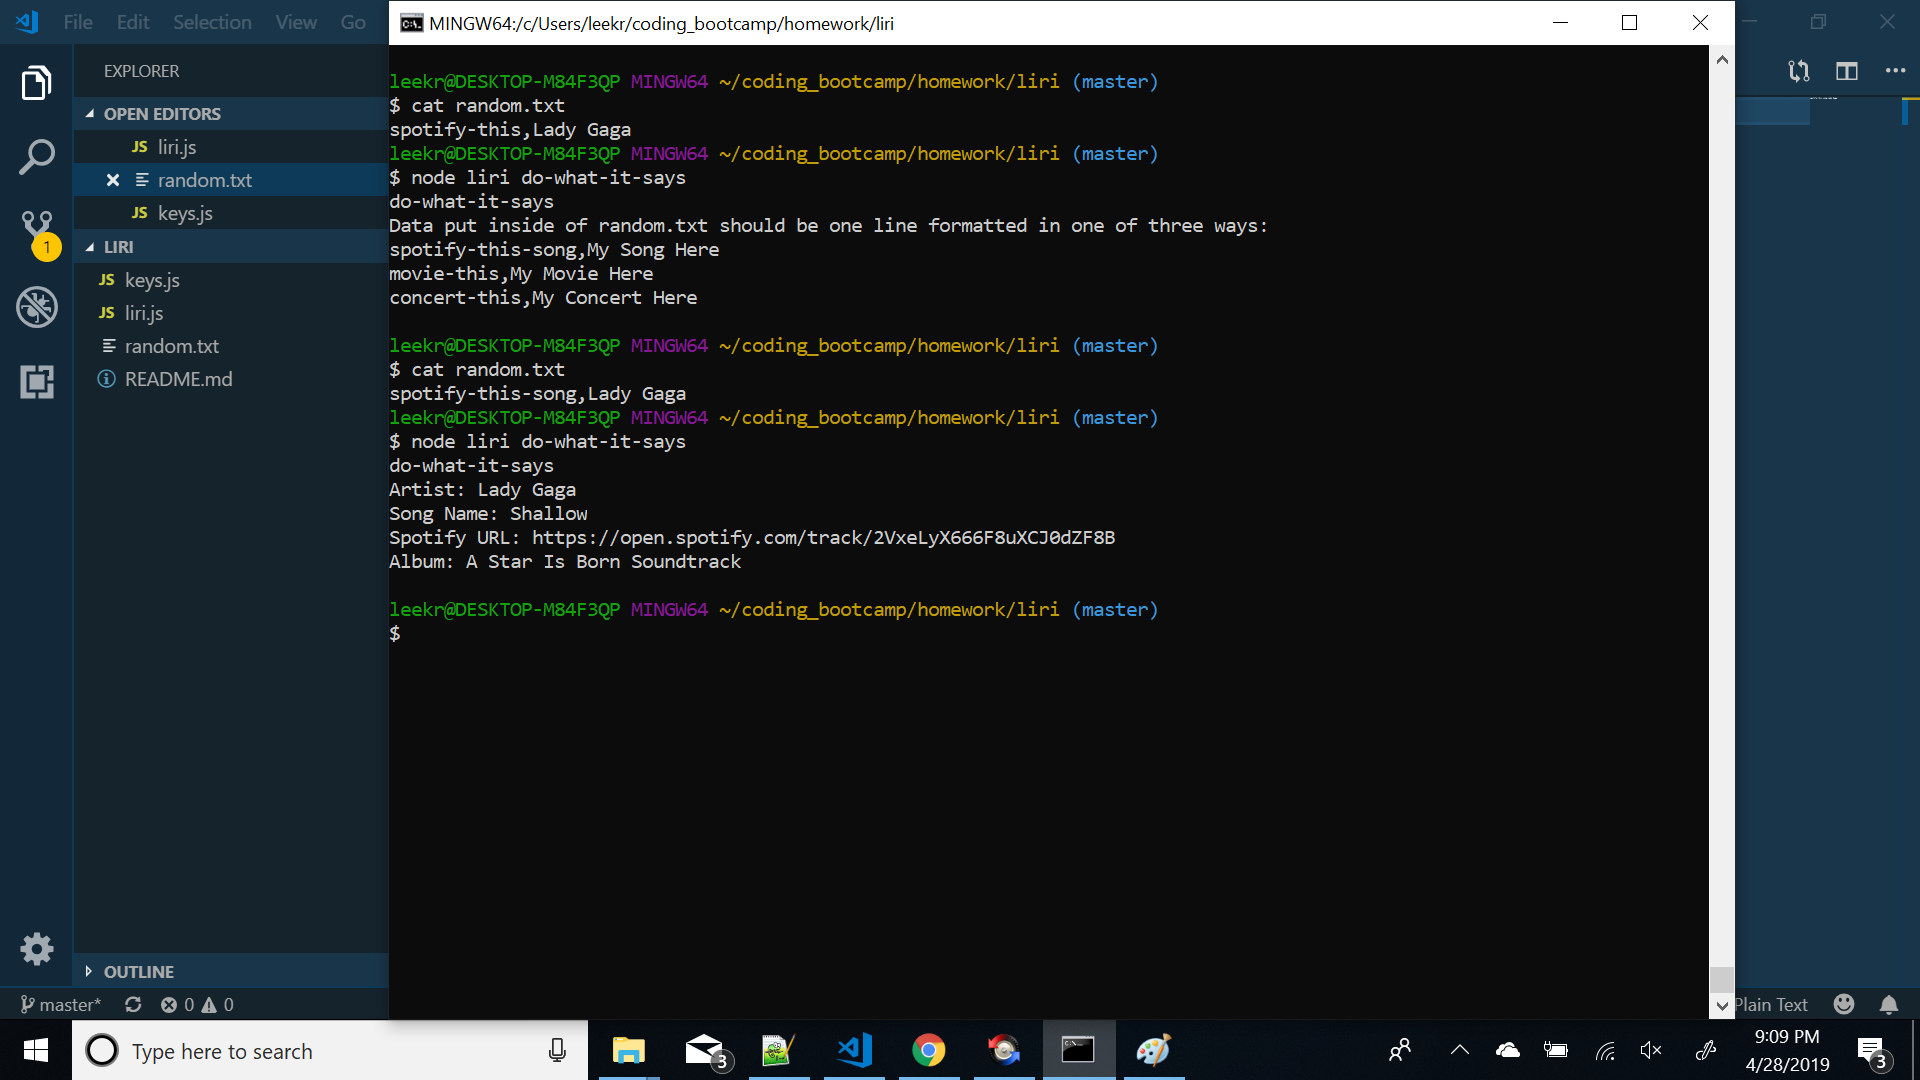 File Edit Selection View Go
MINGW64:/c/Users/leekr/coding_bootcamp/homework/liri
EXPLORER
OPEN EDITORS
JS liri.js
random.txt
JS keys.js
1
LIRI
JS keys.js
JS liri.js
random.txt
README.md
OUTLINE
master* 0 0
leekr@DESKTOP-M84F3QP MINGW64 ~/coding_bootcamp/homework/liri (master)
$ cat random.txt
spotify-this,Lady Gaga
leekr@DESKTOP-M84F3QP MINGW64 ~/coding_bootcamp/homework/liri (master)
$ node liri do-what-it-says
do-what-it-says
Data put inside of random.txt should be one line formatted in one of three ways:
spotify-this-song,My Song Here
movie-this,My Movie Here
concert-this,My Concert Here
leekr@DESKTOP-M84F3QP MINGW64 ~/coding_bootcamp/homework/liri (master)
$ cat random.txt
spotify-this-song,Lady Gaga
leekr@DESKTOP-M84F3QP MINGW64 ~/coding_bootcamp/homework/liri (master)
$ node liri do-what-it-says
do-what-it-says
Artist: Lady Gaga
Song Name: Shallow
Spotify URL: https://open.spotify.com/track/2VxeLyX666F8uXCJ0dZF8B
Album: A Star Is Born Soundtrack
leekr@DESKTOP-M84F3QP MINGW64 ~/coding_bootcamp/homework/liri (master)
$
Plain Text
Type here to search
3
9:09 PM
4/28/2019
3